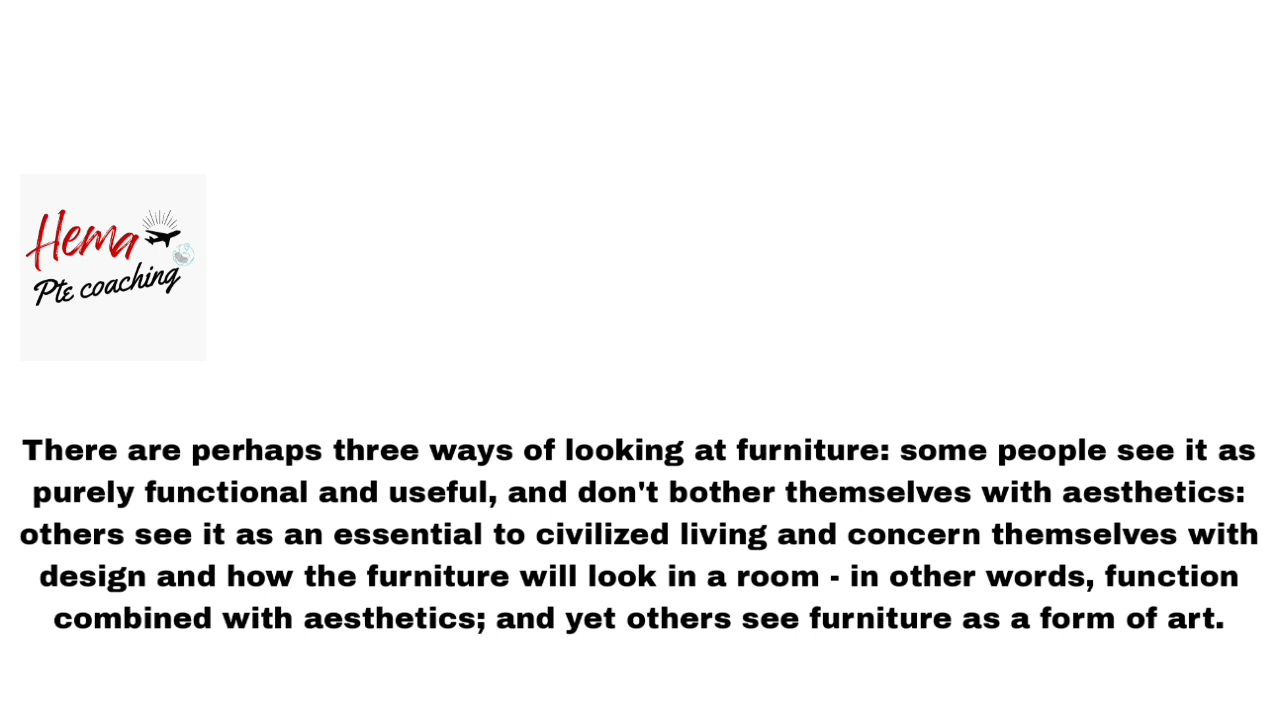 Hema
Pte coaching
There are perhaps three ways of looking at furniture: some people see it as
purely functional and useful, and don't bother themselves with aesthetics:
others see it as an essential to civilized living and concern themselves with
design and how the furniture will look in a room - in other words, function
combined with aesthetics; and yet others see furniture as a form of art.